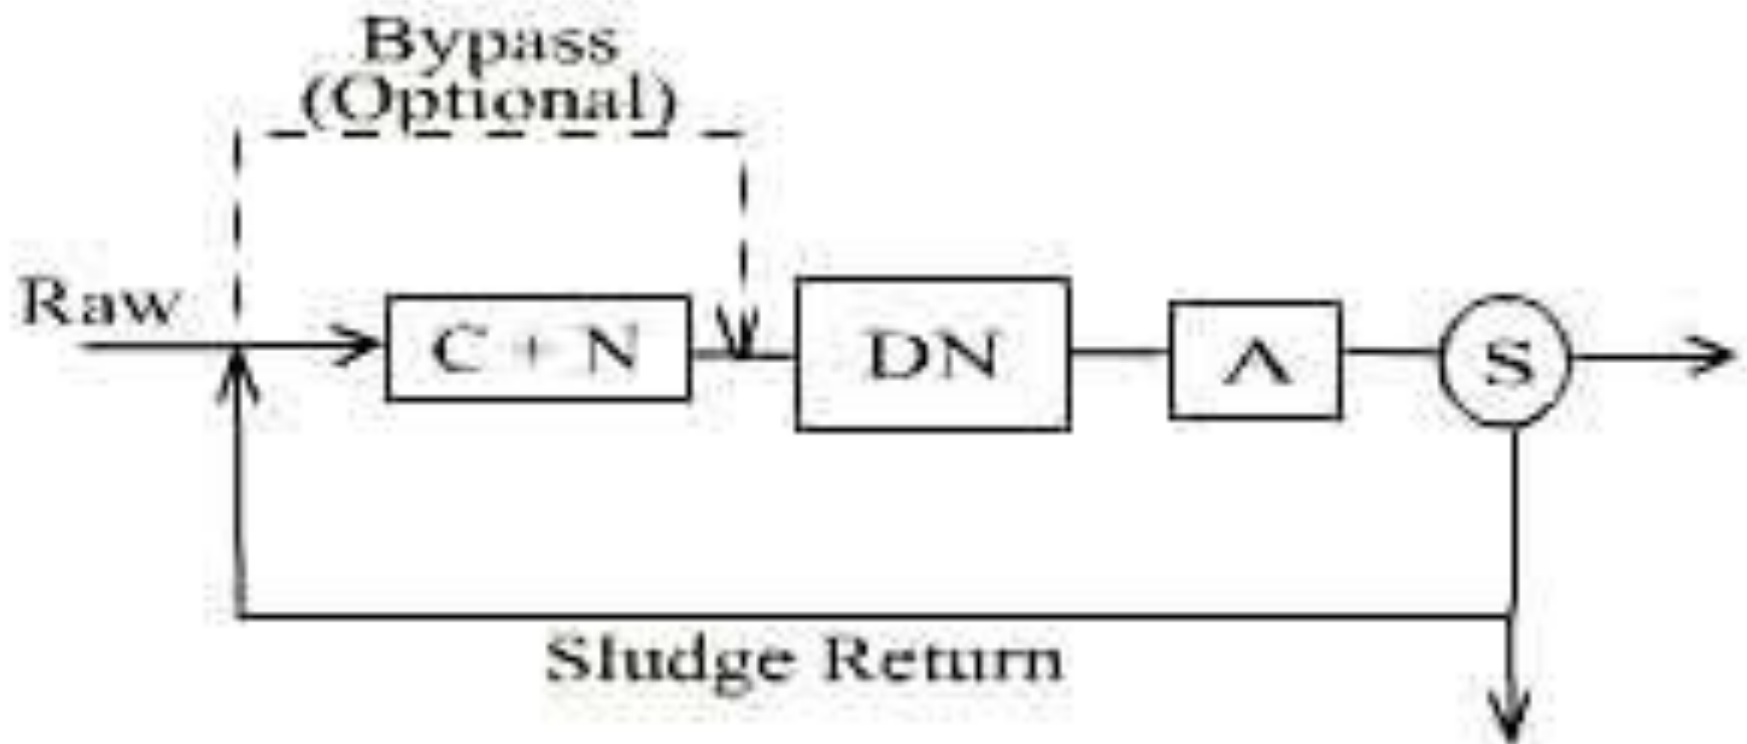 Bypass
(Optional)
Raw
C + N
DN
A
S
Sludge Return